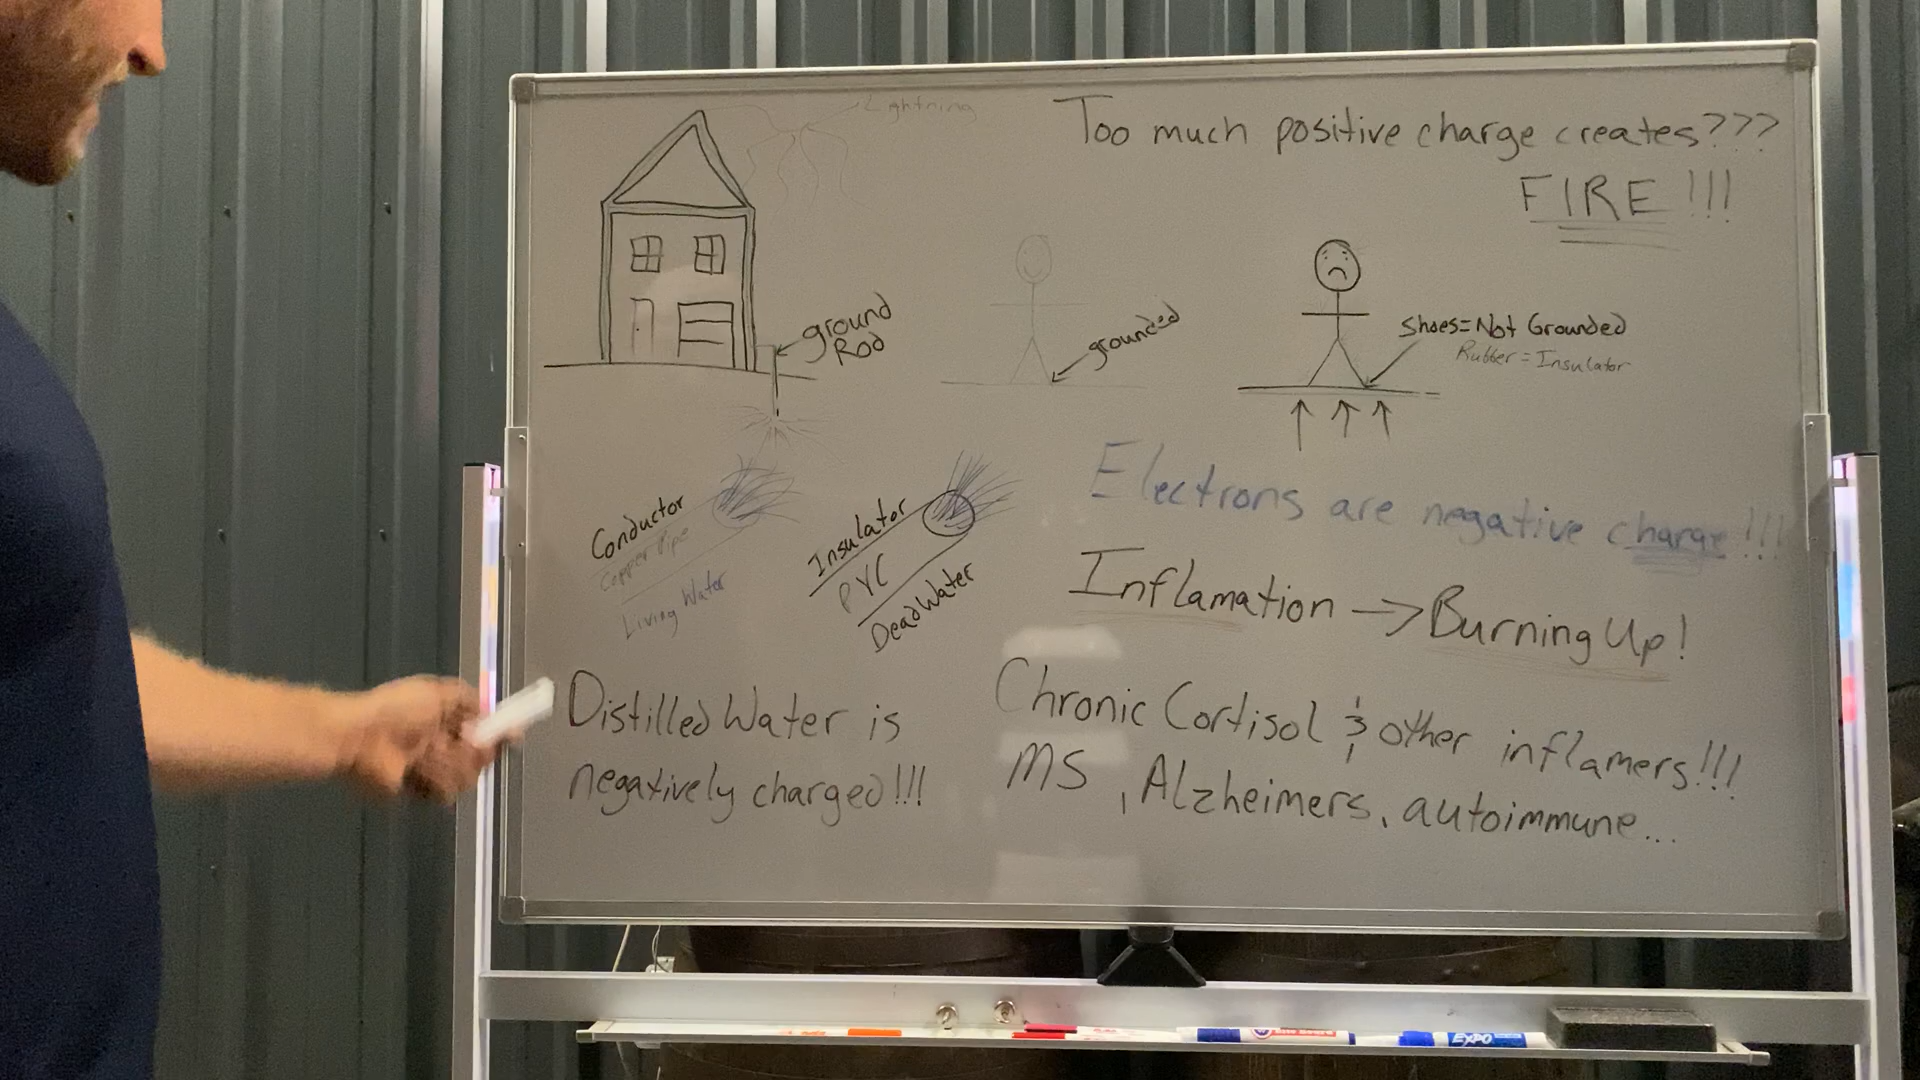 Lightning
Too much positive charge creates???
FIRE!!!
ground
Rod
grounded
Shoes=Not Grounded
Rubber = Insulator
Electrons are negative charge!!!
Conductor
Copper Pipe
Living Water
Insulator
PVC
Dead Water
Inflamation → Burning Up!
Distilled Water is
negatively charged!!!
Chronic Cortisol & other inflamers!!!
MS, Alzheimers, autoimmune...
EXPO